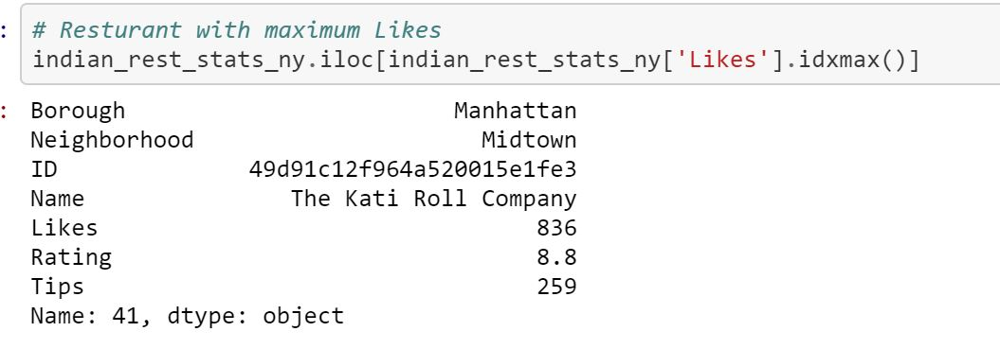 : # Resturant with maximum Likes
indian_rest_stats_ny.iloc[indian_rest_stats_ny['Likes'].idxmax()]
: Borough Manhattan
Neighborhood Midtown
ID 49d91c12f964a520015e1fe3
Name The Kati Roll Company
Likes 836
Rating 8.8
Tips 259
Name: 41, dtype: object